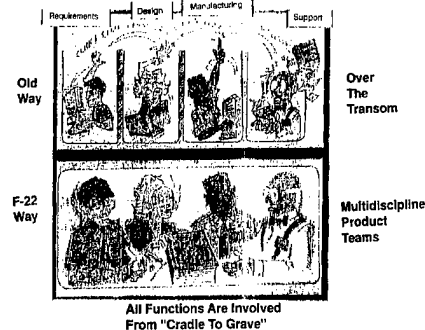 Requirements
Design
Manufacturing
Support
Old
Way
Over
The
Transom
F-22
Way
Multidiscipline
Product
Teams
All Functions Are Involved
From "Cradle To Grave"